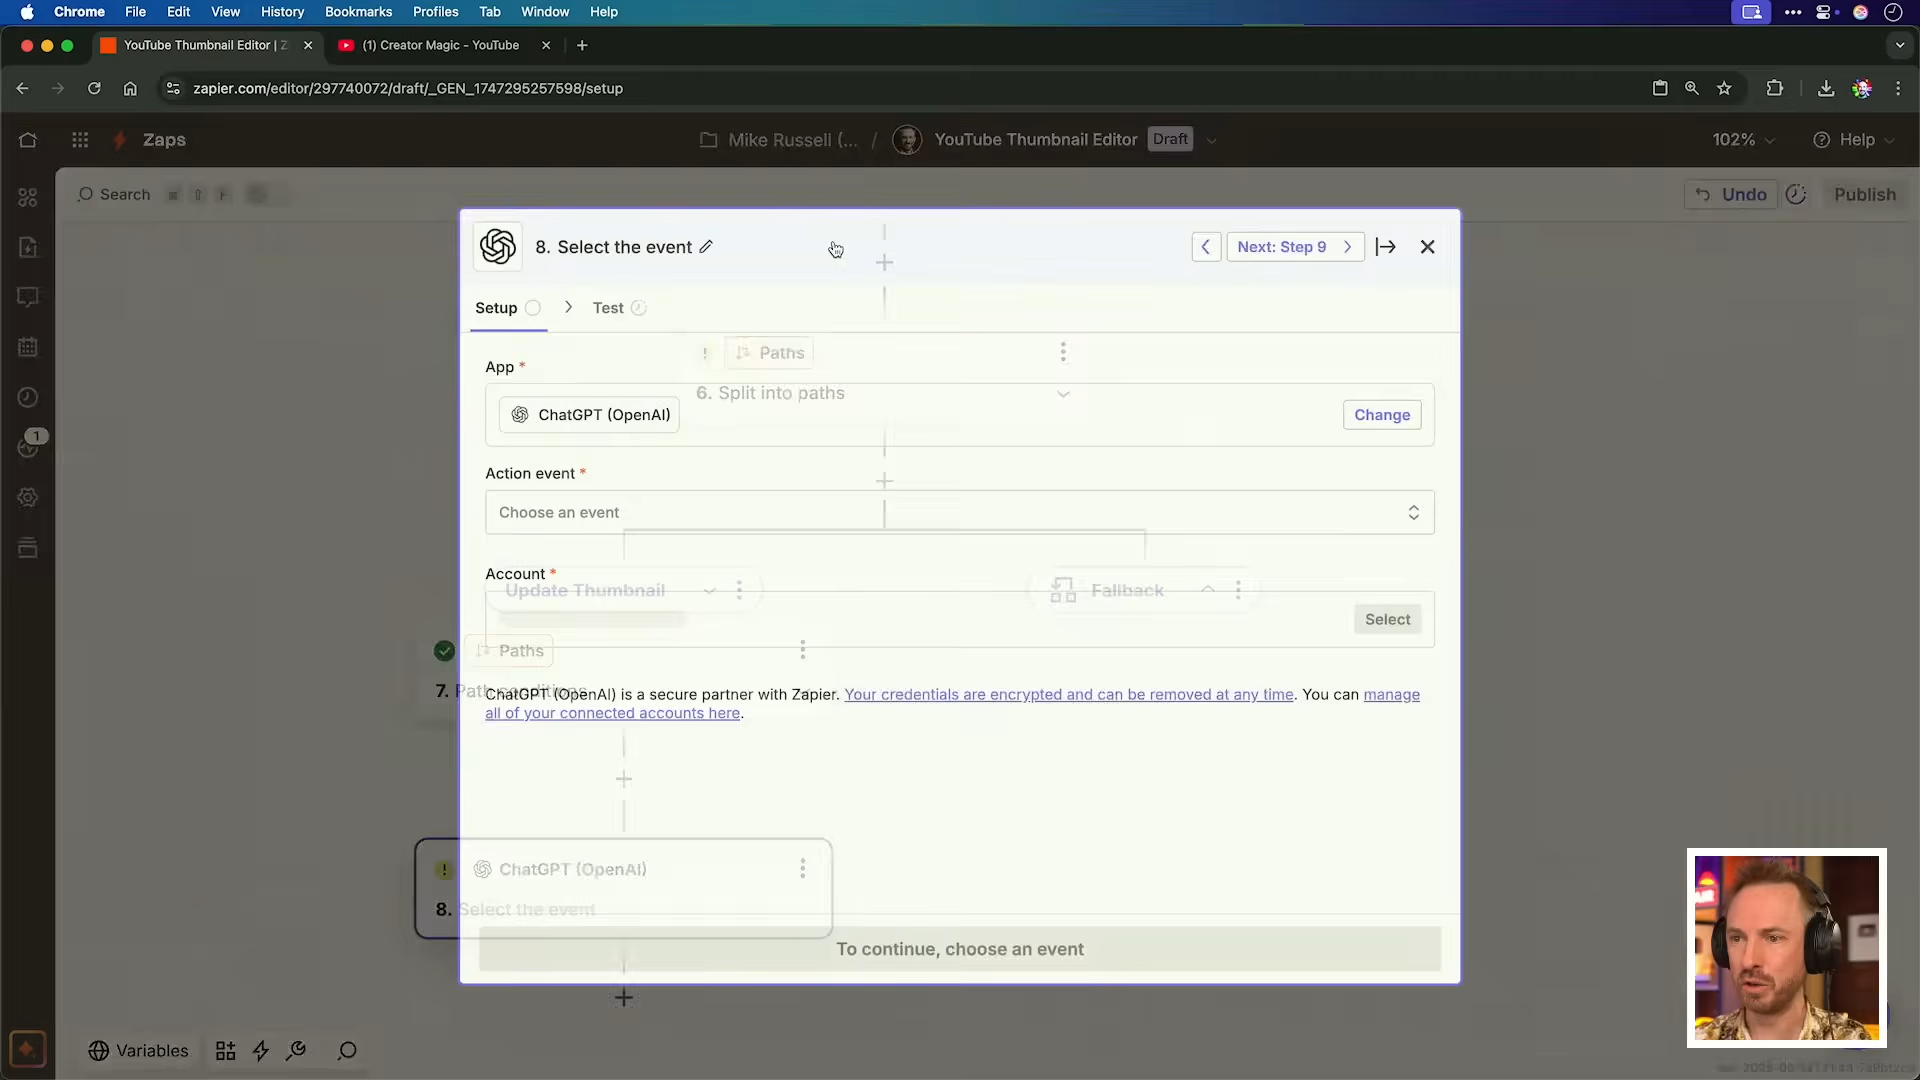 Chrome File Edit View History Bookmarks Profiles Tab Window Help
YouTube Thumbnail Editor | Z
(1) Creator Magic - YouTube
zapier.com/editor/297740072/draft/_GEN_1747295257598/setup
Zaps
Mike Russell (... / YouTube Thumbnail Editor Draft
102%
Help
Search
Undo
Publish
8. Select the event
Next: Step 9
Setup
Test
App *
Paths
6. Split into paths
ChatGPT (OpenAI)
Change
Action event *
Choose an event
Account *
Update Thumbnail
Fallback
Select
Paths
7. Path conditions
ChatGPT (OpenAI) is a secure partner with Zapier. Your credentials are encrypted and can be removed at any time. You can manage
all of your connected accounts here.
1
ChatGPT (OpenAI)
8. Select the event
To continue, choose an event
Variables